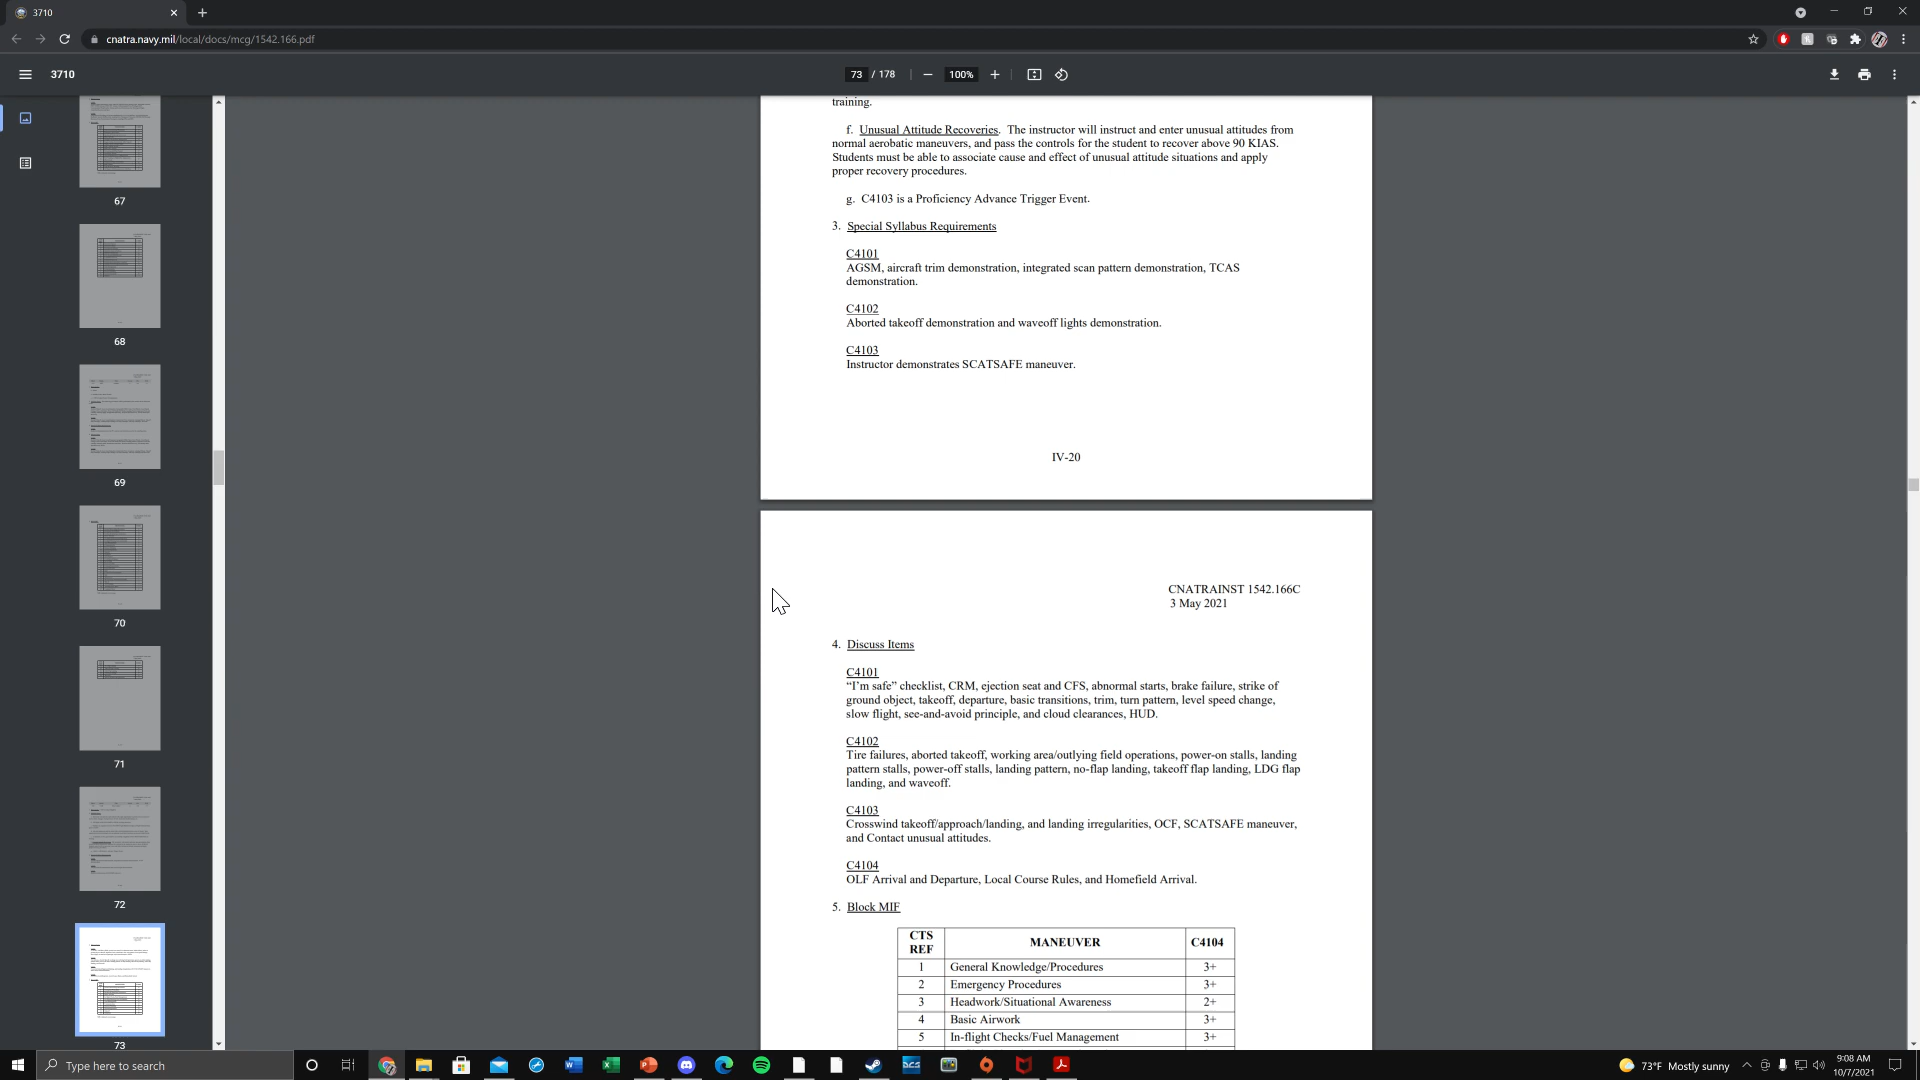 3710
cnatra.navy.mil/local/docs/mcg/1542.166.pdf
3710
73 / 178
100%
67
68
69
70
71
72
73
training.
f. Unusual Attitude Recoveries. The instructor will instruct and enter unusual attitudes from
normal aerobatic maneuvers, and pass the controls for the student to recover above 90 KIAS.
Students must be able to associate cause and effect of unusual attitude situations and apply
proper recovery procedures.
g. C4103 is a Proficiency Advance Trigger Event.
3. Special Syllabus Requirements
C4101
AGSM, aircraft trim demonstration, integrated scan pattern demonstration, TCAS
demonstration.
C4102
Aborted takeoff demonstration and waveoff lights demonstration.
C4103
Instructor demonstrates SCATSAFE maneuver.
IV-20
CNATRAINST 1542.166C
3 May 2021
4. Discuss Items
C4101
“I’m safe” checklist, CRM, ejection seat and CFS, abnormal starts, brake failure, strike of
ground object, takeoff, departure, basic transitions, trim, turn pattern, level speed change,
slow flight, see-and-avoid principle, and cloud clearances, HUD.
C4102
Tire failures, aborted takeoff, working area/outlying field operations, power-on stalls, landing
pattern stalls, power-off stalls, landing pattern, no-flap landing, takeoff flap landing, LDG flap
landing, and waveoff.
C4103
Crosswind takeoff/approach/landing, and landing irregularities, OCF, SCATSAFE maneuver,
and Contact unusual attitudes.
C4104
OLF Arrival and Departure, Local Course Rules, and Homefield Arrival.
5. Block MIF
CTS REF MANEUVER C4104
1 General Knowledge/Procedures 3+
2 Emergency Procedures 3+
3 Headwork/Situational Awareness 2+
4 Basic Airwork 3+
5 In-flight Checks/Fuel Management 3+
Type here to search
73°F Mostly sunny
9:08 AM
10/7/2021